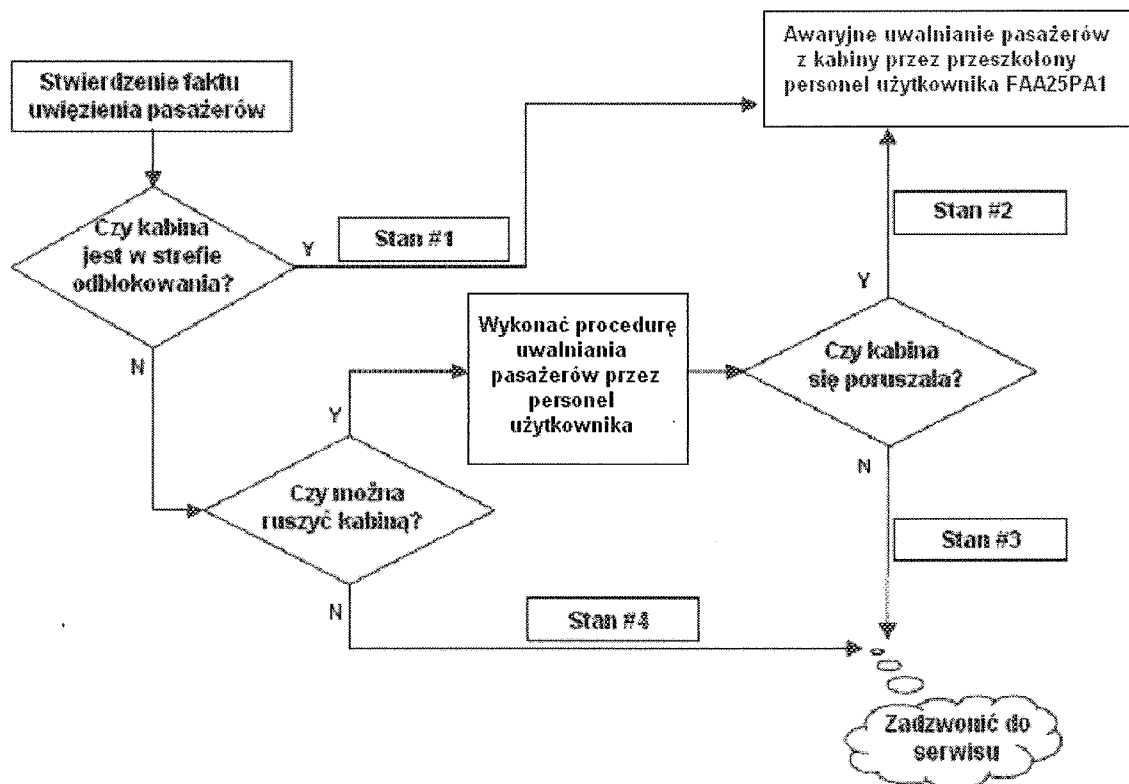 Stwierdzenie faktu
uwięzienia pasażerów
Awaryjne uwalnianie pasażerów
z kabiny przez przeszkolony
personel użytkownika FAA25PA1
Czy kabina
jest w strefie
odblokowania?
Y
Stan #1
N
Stan #2
Y
Wykonać procedurę
uwalniania
pasażerów przez
personel
użytkownika
Czy kabina
się poruszała?
Y
N
Czy można
ruszyć kabiną?
Stan #3
N
Stan #4
Zadzwonić do
serwisu